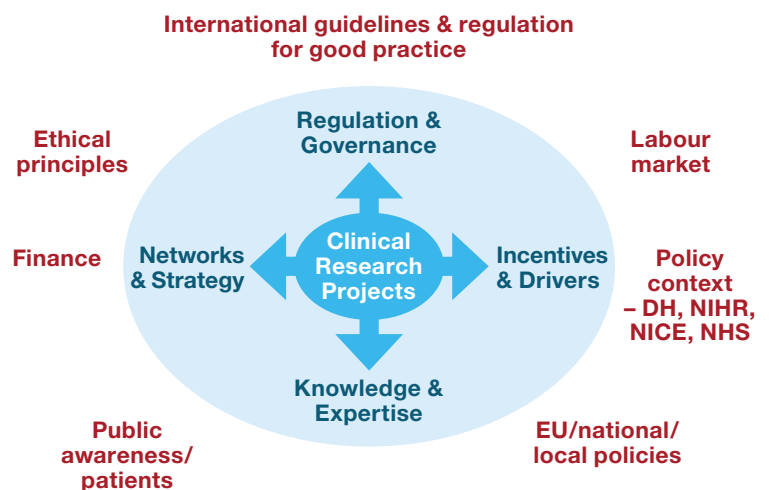 International guidelines & regulation
for good practice
Regulation &
Governance
Ethical
principles
Labour
market
Finance
Networks
& Strategy
Clinical
Research
Projects
Incentives
& Drivers
Policy
context
– DH, NIHR,
NICE, NHS
Knowledge &
Expertise
Public
awareness/
patients
EU/national/
local policies